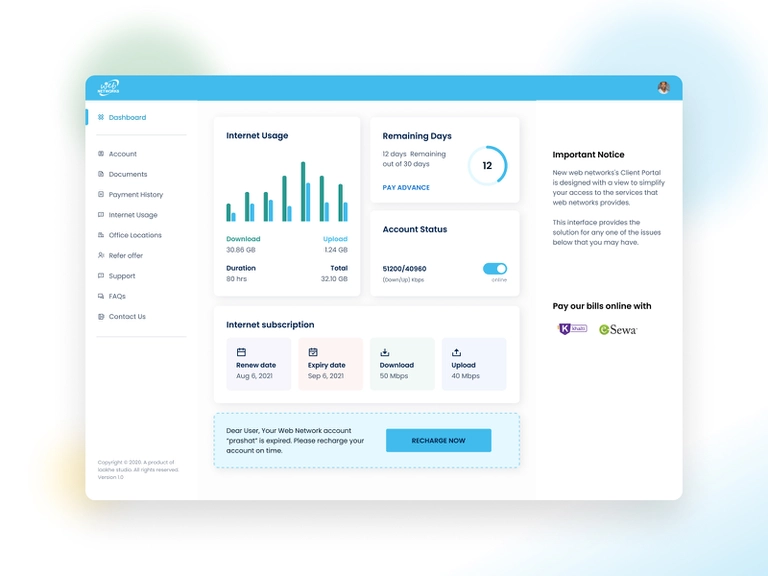 web
NETWORKS
Dashboard
Account
Documents
Payment History
Internet Usage
Office Locations
Refer offer
Support
FAQs
Contact Us
Copyright © 2020. A product of
lookhe studio. All rights reserved.
Version 1.0
Internet Usage
Download
Upload
30.86 GB
1.24 GB
Duration
Total
80 hrs
32.10 GB
Remaining Days
12 days Remaining
out of 30 days
PAY ADVANCE
12
Account Status
51200/40960
(Down/Up) Kbps
online
Internet subscription
Renew date
Aug 6, 2021
Expiry date
Sep 6, 2021
Download
50 Mbps
Upload
40 Mbps
Dear User, Your Web Network account
“prashat” is expired. Please recharge your
account on time.
RECHARGE NOW
Important Notice
New web networks's Client Portal
is designed with a view to simplify
your access to the services that
web networks provides.
This interface provides the
solution for any one of the issues
below that you may have.
Pay our bills online with
K khalti
eSewa